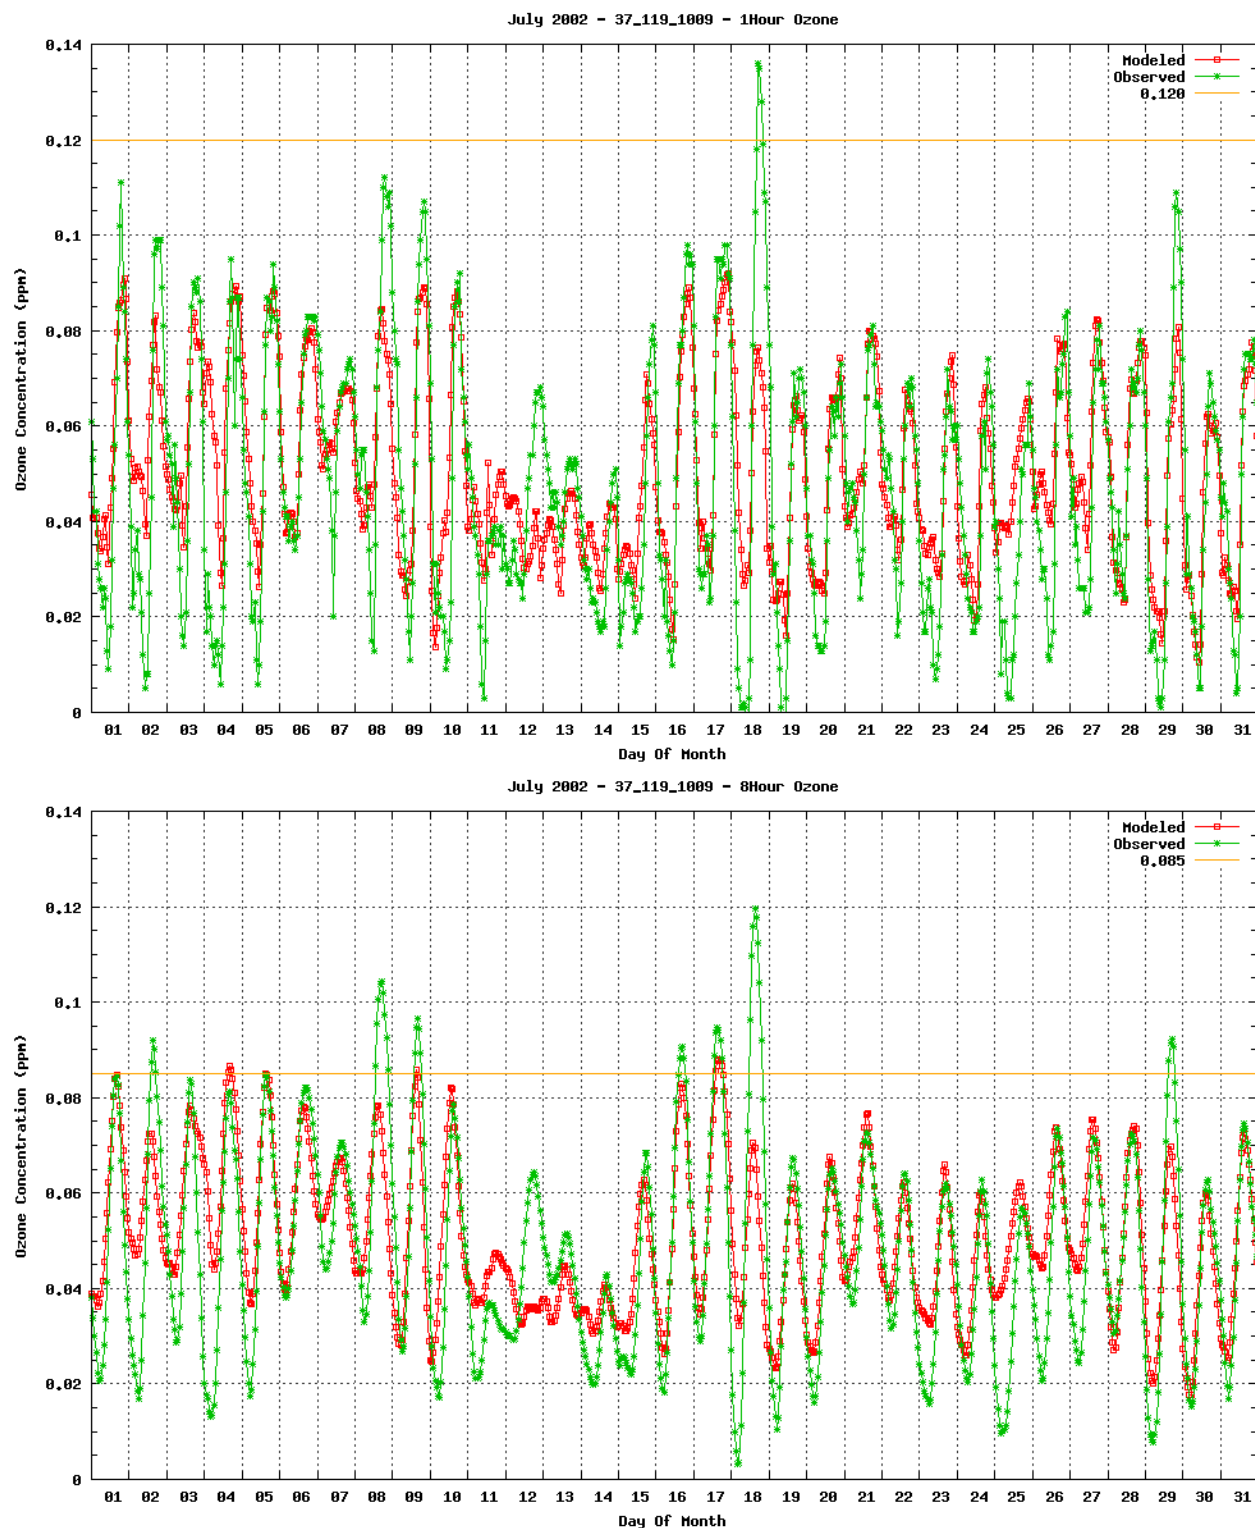 July 2002 - 37_119_1009 - 1Hour Ozone
0.14
Modeled
Observed
0.120
0.12
0.1
0.08
0.06
0.04
0.02
0
Ozone Concentration (ppm)
01 02 03 04 05 06 07 08 09 10 11 12 13 14 15 16 17 18 19 20 21 22 23 24 25 26 27 28 29 30 31
Day Of Month
July 2002 - 37_119_1009 - 8Hour Ozone
0.14
Modeled
Observed
0.085
0.12
0.1
0.08
0.06
0.04
0.02
0
Ozone Concentration (ppm)
01 02 03 04 05 06 07 08 09 10 11 12 13 14 15 16 17 18 19 20 21 22 23 24 25 26 27 28 29 30 31
Day Of Month